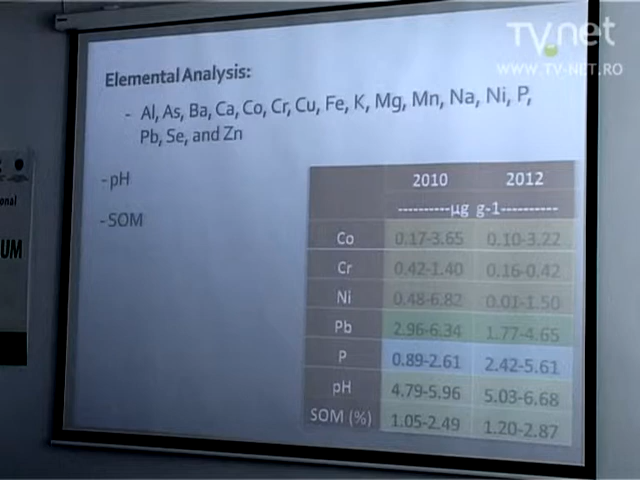 tv.net
WWW.TV-NET.RO
Elemental Analysis:
- Al, As, Ba, Ca, Co, Cr, Cu, Fe, K, Mg, Mn, Na, Ni, P,
Pb, Se, and Zn
- pH
- SOM
2010 2012
----------µg g-1----------
Co 0.17-3.65 0.10-3.22
Cr 0.42-1.40 0.16-0.42
Ni 0.48-6.82 0.01-1.50
Pb 2.96-6.34 1.77-4.65
P 0.89-2.61 2.42-5.61
pH 4.79-5.96 5.03-6.68
SOM (%) 1.05-2.49 1.20-2.87
onal
UM